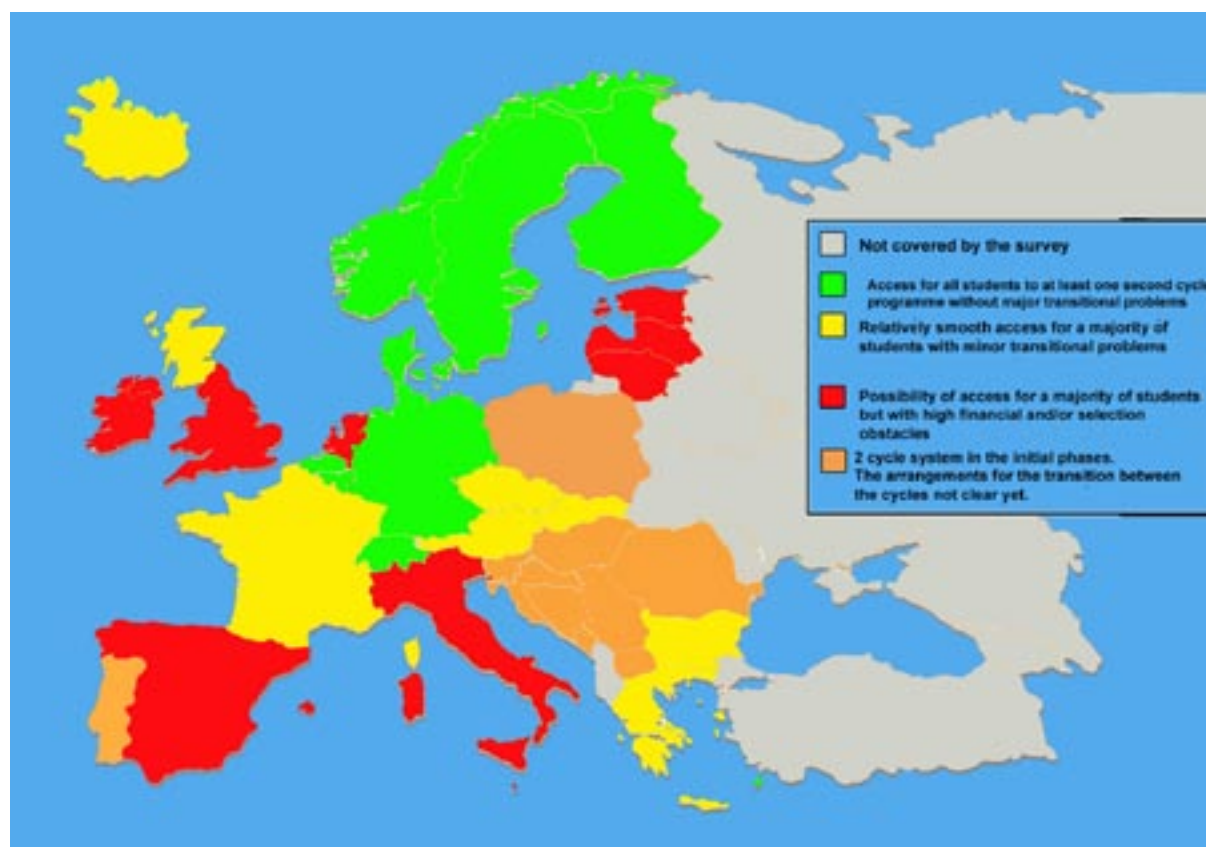 Not covered by the survey
Access for all students to at least one second cycle
programme without major transitional problems
Relatively smooth access for a majority of
students with minor transitional problems
Possibility of access for a majority of students
but with high financial and/or selection
obstacles
2 cycle system in the initial phases.
The arrangements for the transition between
the cycles not clear yet.